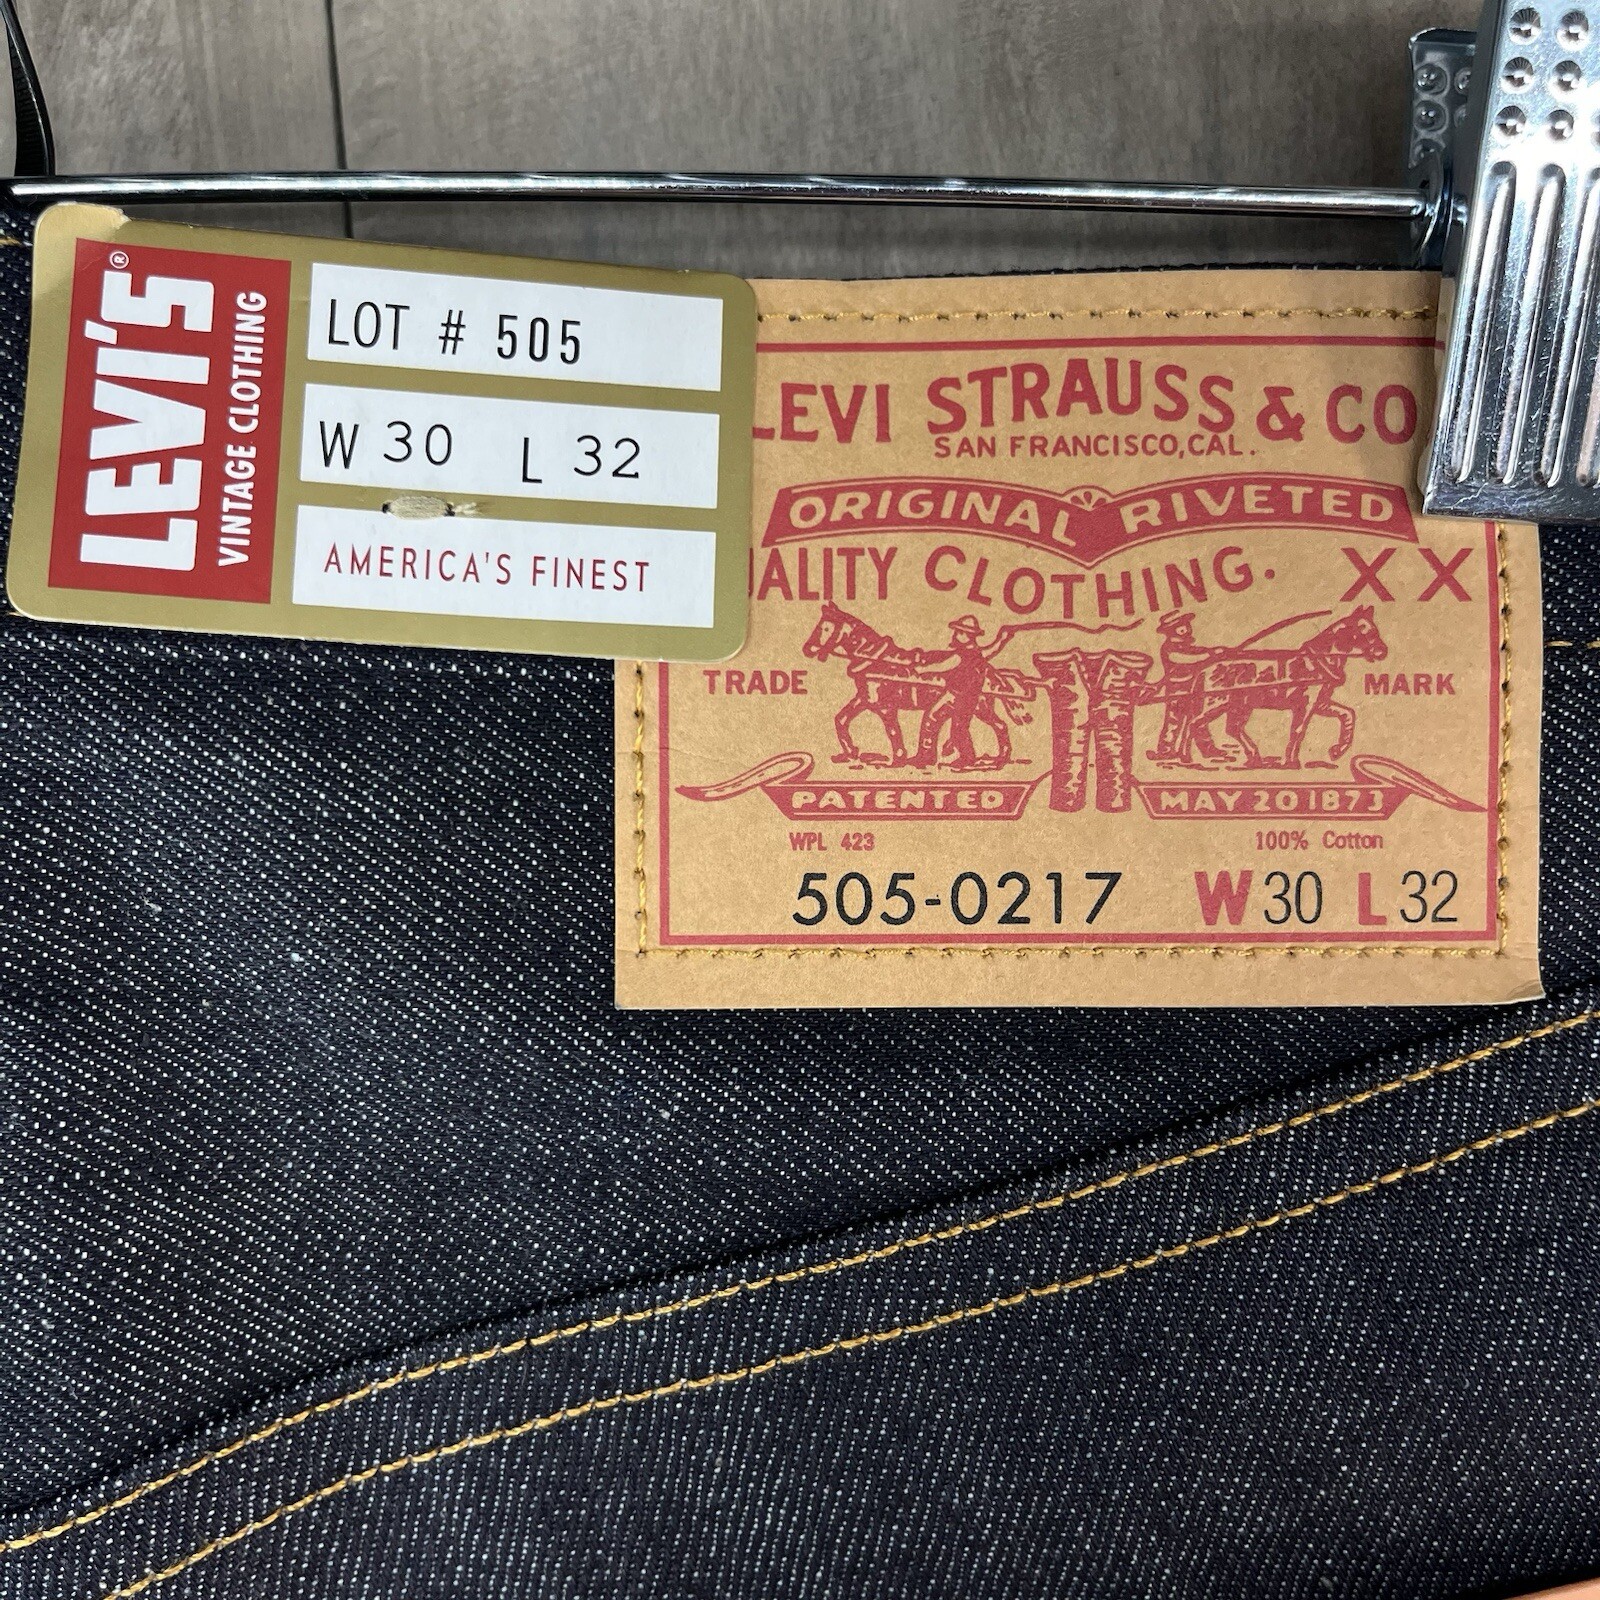 LEVI'S®
VINTAGE CLOTHING
LOT # 505
W 30 L 32
AMERICA'S FINEST
LEVI STRAUSS & CO
SAN FRANCISCO, CAL.
ORIGINAL RIVETED
UALITY CLOTHING. XX
TRADE MARK
PATENTED MAY 20 1873
WPL 423 100% Cotton
505-0217 W30 L32